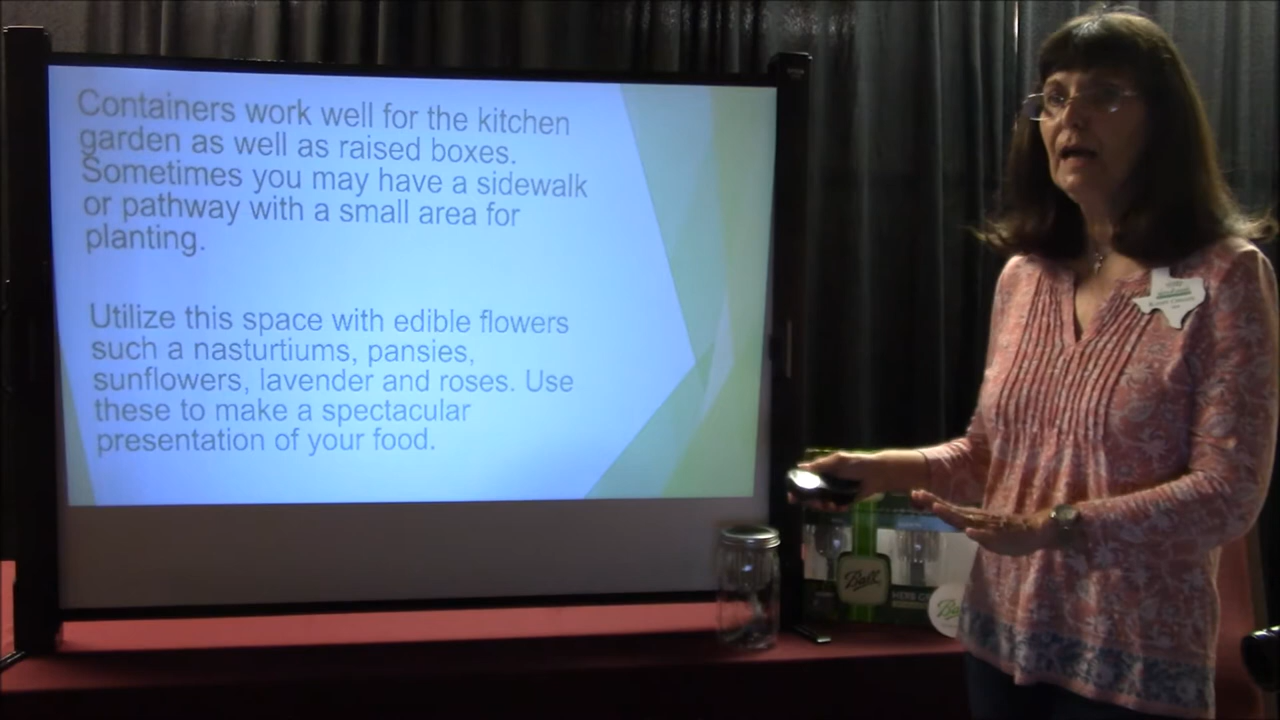 Containers work well for the kitchen
garden as well as raised boxes.
Sometimes you may have a sidewalk
or pathway with a small area for
planting.
Utilize this space with edible flowers
such a nasturtiums, pansies,
sunflowers, lavender and roses. Use
these to make a spectacular
presentation of your food.
Ball
HERB